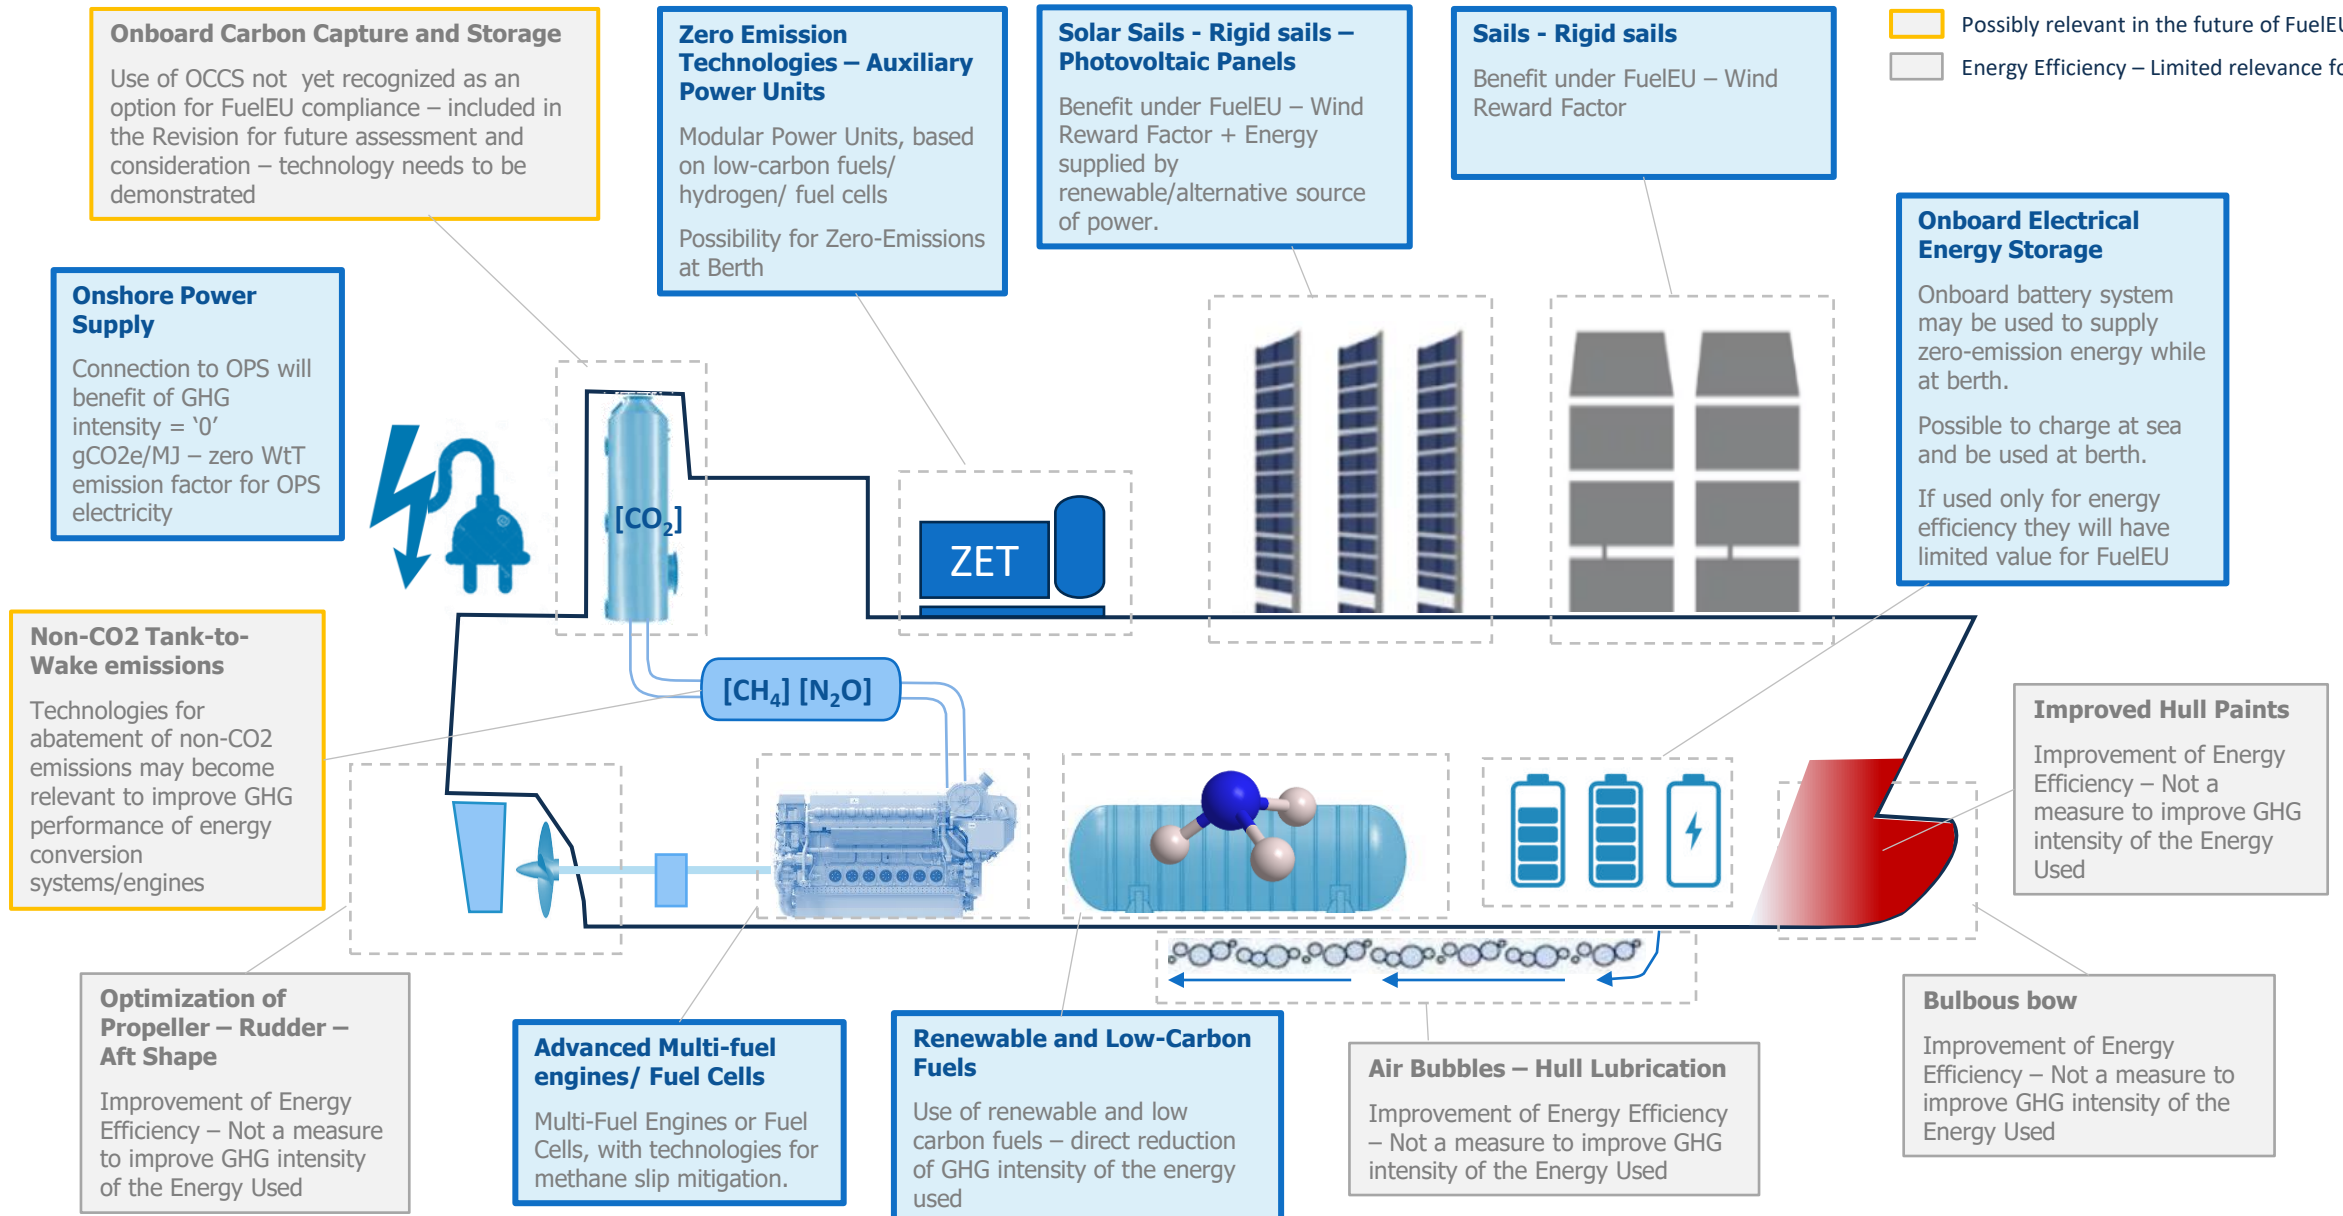 Onboard Carbon Capture and Storage
Use of OCCS not yet recognized as an
option for FuelEU compliance – included in
the Revision for future assessment and
consideration – technology needs to be
demonstrated
Zero Emission
Technologies – Auxiliary
Power Units
Modular Power Units, based
on low-carbon fuels/
hydrogen/ fuel cells
Possibility for Zero-Emissions
at Berth
Solar Sails - Rigid sails –
Photovoltaic Panels
Benefit under FuelEU – Wind
Reward Factor + Energy
supplied by
renewable/alternative source
of power.
Sails - Rigid sails
Benefit under FuelEU – Wind
Reward Factor
Possibly relevant in the future of FuelEU
Energy Efficiency – Limited relevance fo
Onshore Power
Supply
Connection to OPS will
benefit of GHG
intensity = ‘0’
gCO2e/MJ – zero WtT
emission factor for OPS
electricity
Onboard Electrical
Energy Storage
Onboard battery system
may be used to supply
zero-emission energy while
at berth.
Possible to charge at sea
and be used at berth.
If used only for energy
efficiency they will have
limited value for FuelEU
[CO₂]
ZET
Non-CO2 Tank-to-
Wake emissions
Technologies for
abatement of non-CO2
emissions may become
relevant to improve GHG
performance of energy
conversion
systems/engines
[CH₄] [N₂O]
Improved Hull Paints
Improvement of Energy
Efficiency – Not a
measure to improve GHG
intensity of the Energy
Used
Optimization of
Propeller – Rudder –
Aft Shape
Improvement of Energy
Efficiency – Not a measure
to improve GHG intensity
of the Energy Used
Advanced Multi-fuel
engines/ Fuel Cells
Multi-Fuel Engines or Fuel
Cells, with technologies for
methane slip mitigation.
Renewable and Low-Carbon
Fuels
Use of renewable and low
carbon fuels – direct reduction
of GHG intensity of the energy
used
Air Bubbles – Hull Lubrication
Improvement of Energy Efficiency
– Not a measure to improve GHG
intensity of the Energy Used
Bulbous bow
Improvement of Energy
Efficiency – Not a measure to
improve GHG intensity of the
Energy Used